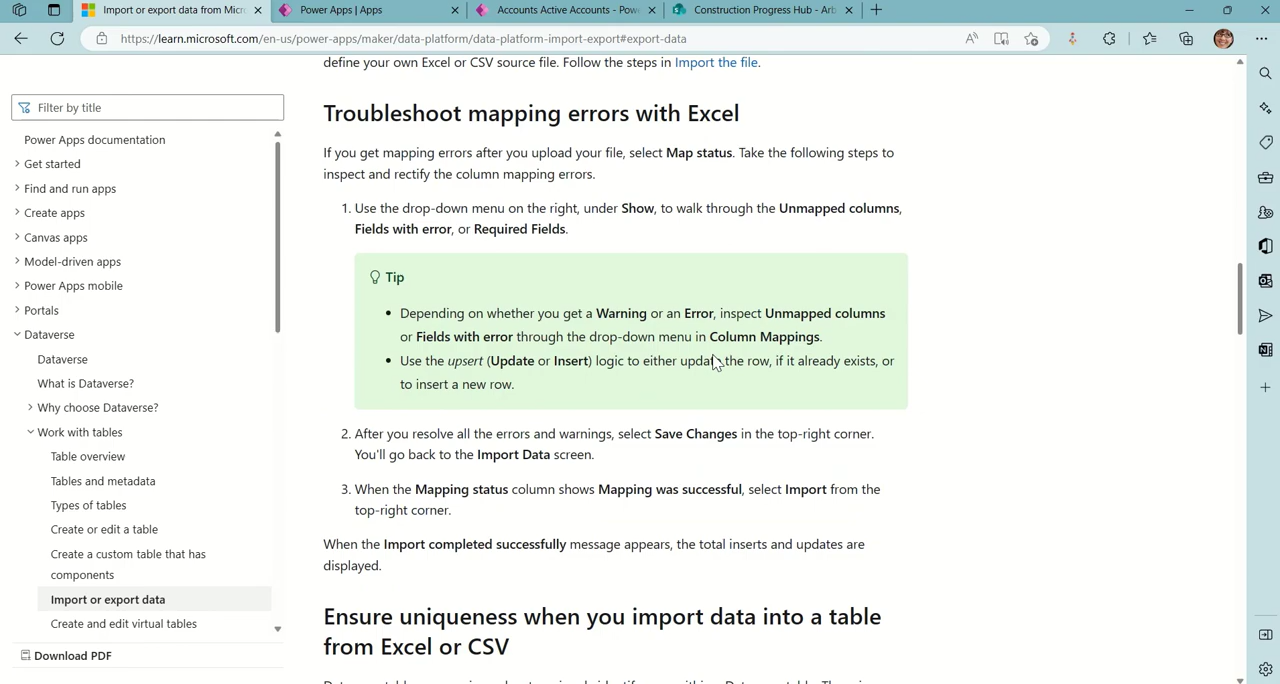 Import or export data from Micr
Power Apps | Apps
Accounts Active Accounts - Pow
Construction Progress Hub - Arb
https://learn.microsoft.com/en-us/power-apps/maker/data-platform/data-platform-import-export#export-data
Filter by title
Power Apps documentation
Get started
Find and run apps
Create apps
Canvas apps
Model-driven apps
Power Apps mobile
Portals
Dataverse
Dataverse
What is Dataverse?
Why choose Dataverse?
Work with tables
Table overview
Tables and metadata
Types of tables
Create or edit a table
Create a custom table that has
components
Import or export data
Create and edit virtual tables
Download PDF
define your own Excel or CSV source file. Follow the steps in Import the file.
Troubleshoot mapping errors with Excel
If you get mapping errors after you upload your file, select Map status. Take the following steps to
inspect and rectify the column mapping errors.
1. Use the drop-down menu on the right, under Show, to walk through the Unmapped columns,
Fields with error, or Required Fields.
Tip
• Depending on whether you get a Warning or an Error, inspect Unmapped columns
or Fields with error through the drop-down menu in Column Mappings.
• Use the upsert (Update or Insert) logic to either update the row, if it already exists, or
to insert a new row.
2. After you resolve all the errors and warnings, select Save Changes in the top-right corner.
You'll go back to the Import Data screen.
3. When the Mapping status column shows Mapping was successful, select Import from the
top-right corner.
When the Import completed successfully message appears, the total inserts and updates are
displayed.
Ensure uniqueness when you import data into a table
from Excel or CSV